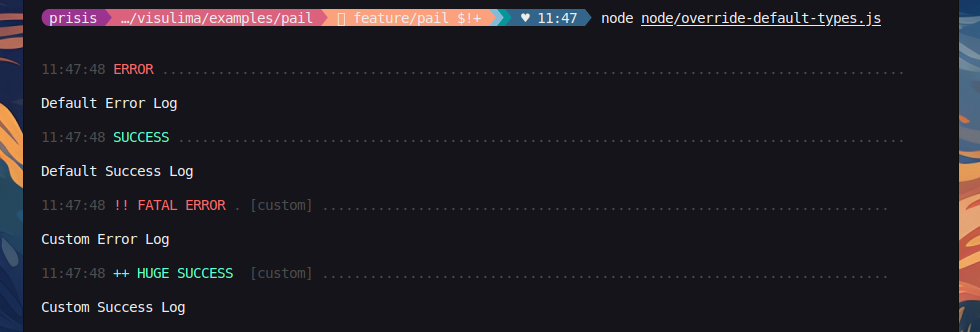 prisis …/visulima/examples/pail feature/pail $!+ ♥ 11:47 node node/override-default-types.js
11:47:48 ERROR .............................................................................................
Default Error Log
11:47:48 SUCCESS ...........................................................................................
Default Success Log
11:47:48 !! FATAL ERROR . [custom] .......................................................................
Custom Error Log
11:47:48 ++ HUGE SUCCESS  [custom] .......................................................................
Custom Success Log